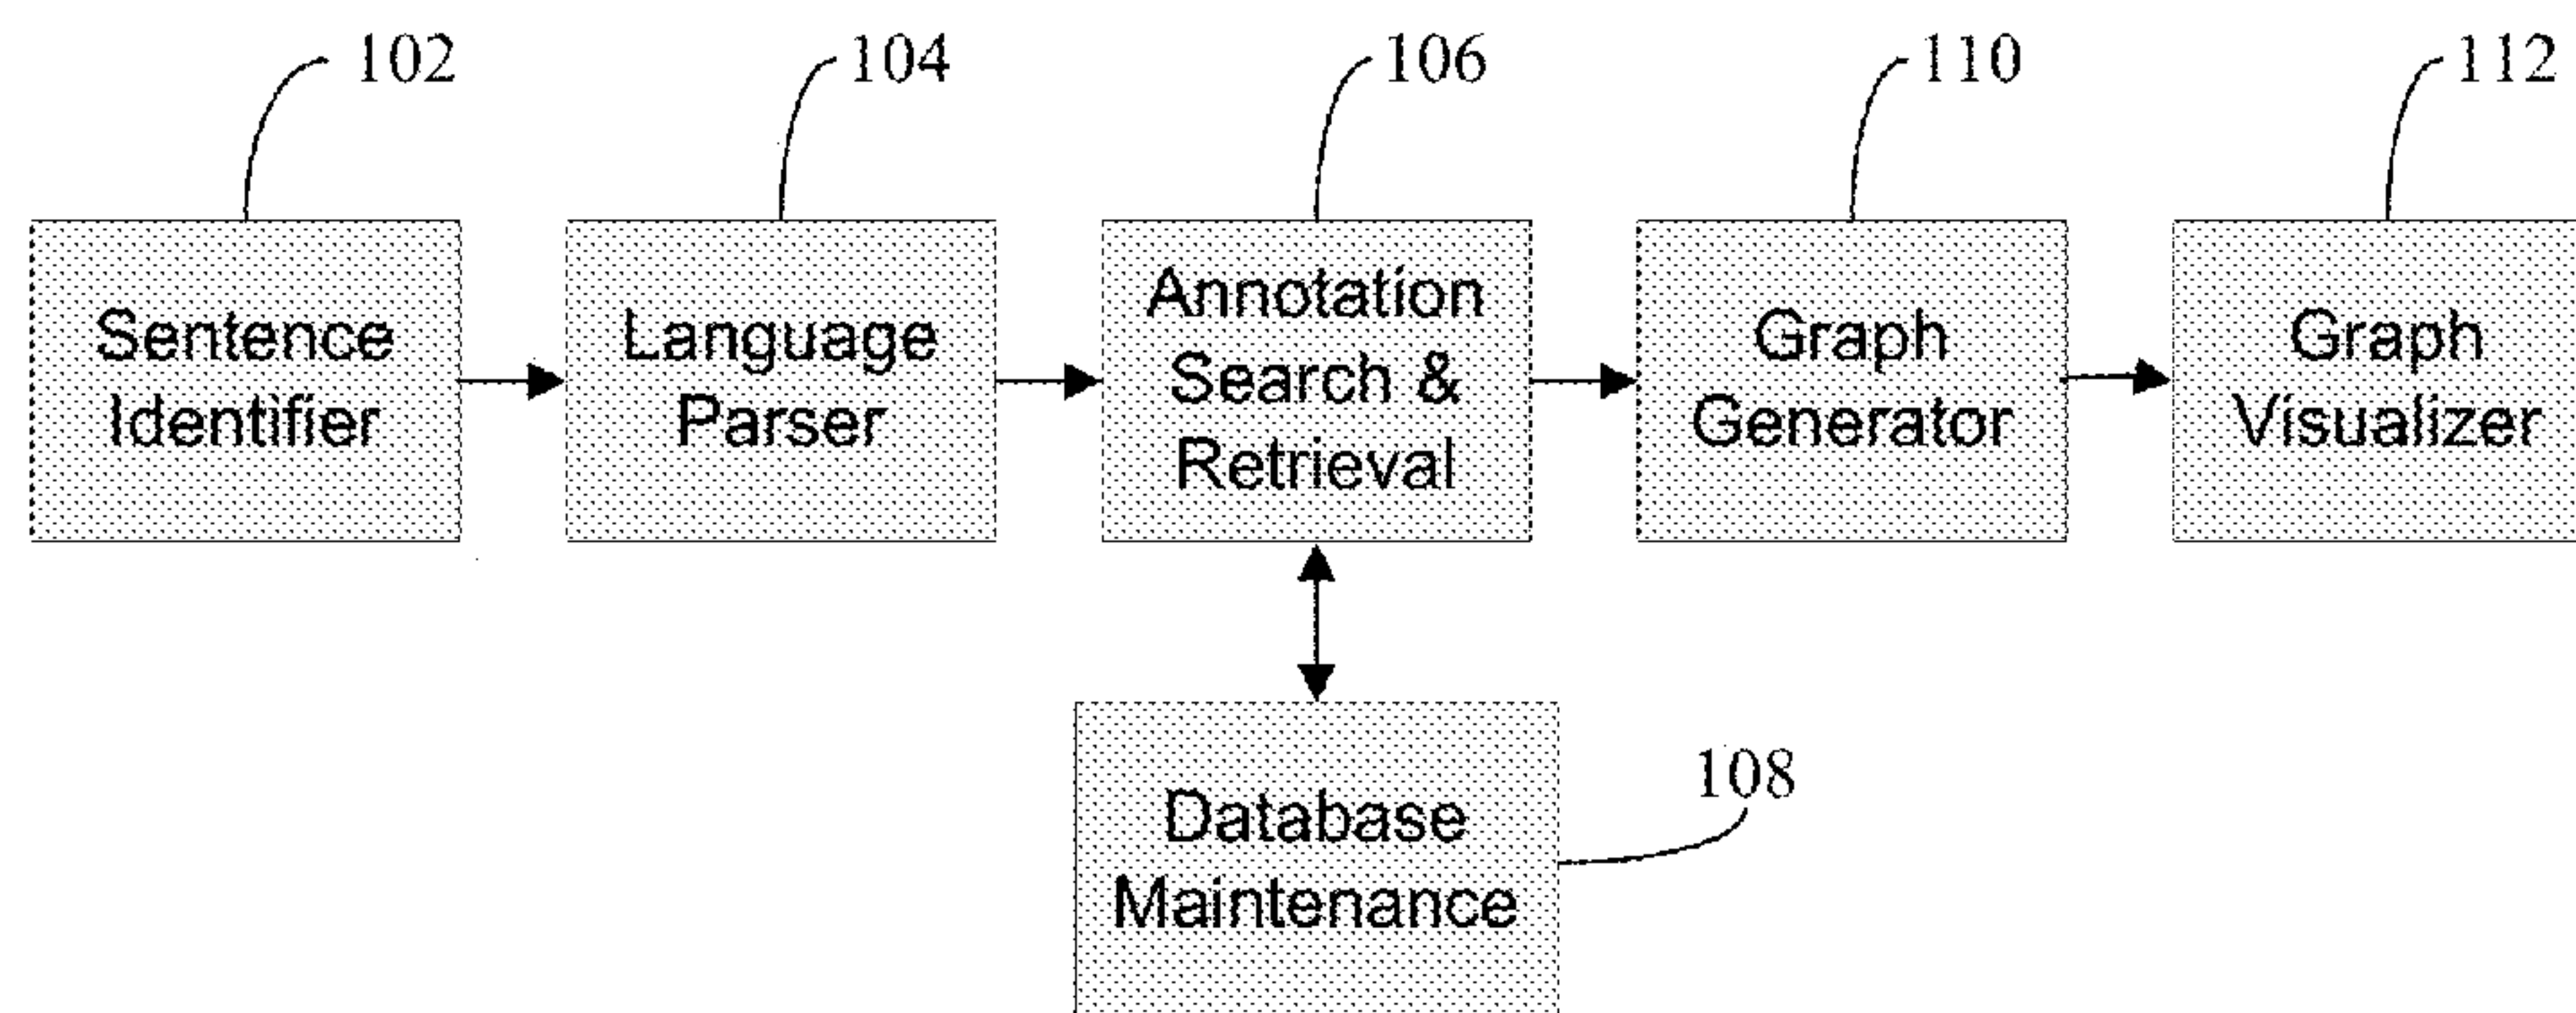 102
104
106
110
112
Sentence
Identifier
Language
Parser
Annotation
Search &
Retrieval
Graph
Generator
Graph
Visualizer
108
Database
Maintenance